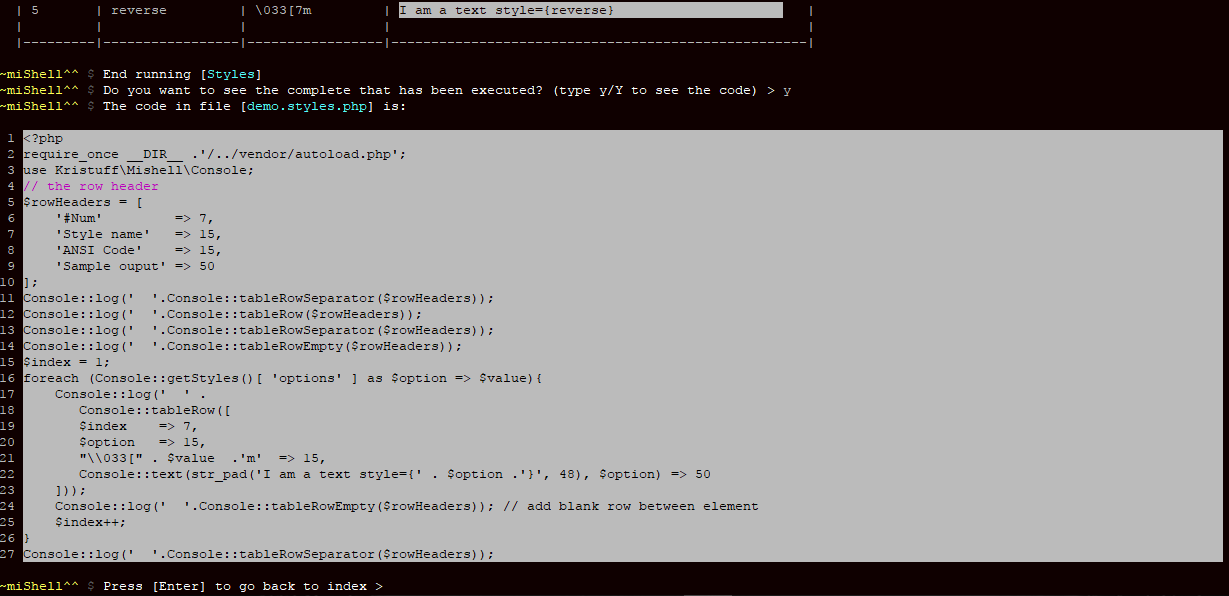 | 5       | reverse         | \033[7m         | I am a text style={reverse}                        |
|         |                 |                 |                                                    |
|---------|-----------------|-----------------|----------------------------------------------------|
~miShell^^ $ End running [Styles]
~miShell^^ $ Do you want to see the complete that has been executed? (type y/Y to see the code) > y
~miShell^^ $ The code in file [demo.styles.php] is:
1 <?php
2 require_once __DIR__ .'/../vendor/autoload.php';
3 use Kristuff\Mishell\Console;
4 // the row header
5 $rowHeaders = [
6     '#Num'         => 7,
7     'Style name'   => 15,
8     'ANSI Code'    => 15,
9     'Sample ouput' => 50
10 ];
11 Console::log('  '.Console::tableRowSeparator($rowHeaders));
12 Console::log('  '.Console::tableRow($rowHeaders));
13 Console::log('  '.Console::tableRowSeparator($rowHeaders));
14 Console::log('  '.Console::tableRowEmpty($rowHeaders));
15 $index = 1;
16 foreach (Console::getStyles()[ 'options' ] as $option => $value){
17     Console::log('  ' .
18        Console::tableRow([
19        $index    => 7,
20        $option   => 15,
21        "\\033[" . $value  .'m'  => 15,
22        Console::text(str_pad('I am a text style={' . $option .'}', 48), $option) => 50
23     ]));
24     Console::log('  '.Console::tableRowEmpty($rowHeaders)); // add blank row between element
25     $index++;
26 }
27 Console::log('  '.Console::tableRowSeparator($rowHeaders));
~miShell^^ $ Press [Enter] to go back to index >